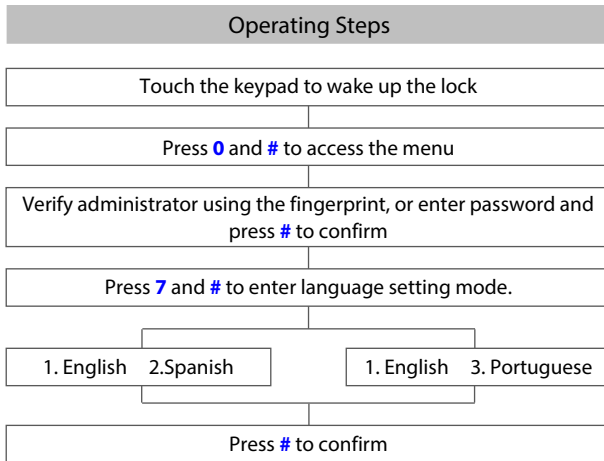 Operating Steps
Touch the keypad to wake up the lock
Press 0 and # to access the menu
Verify administrator using the fingerprint, or enter password and
press # to confirm
Press 7 and # to enter language setting mode.
1. English 2.Spanish
1. English 3. Portuguese
Press # to confirm